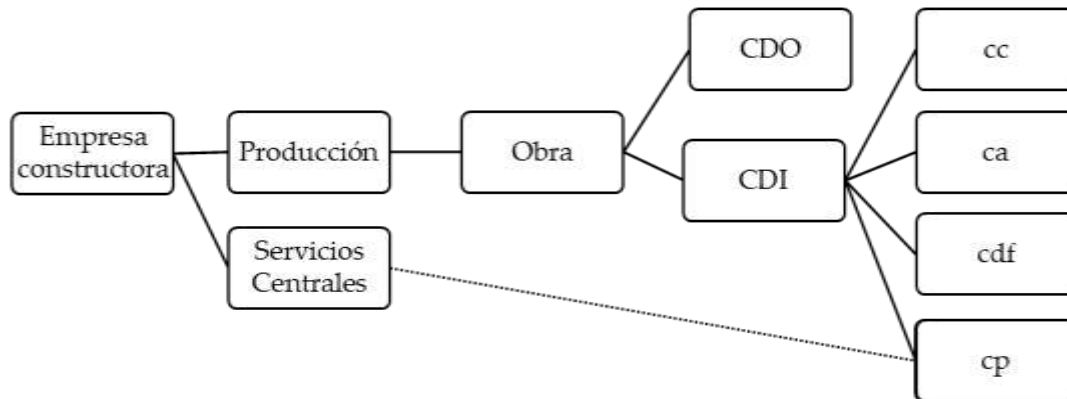 Empresa
constructora
Producción
Servicios
Centrales
Obra
CDO
CDI
cc
ca
cdf
cp